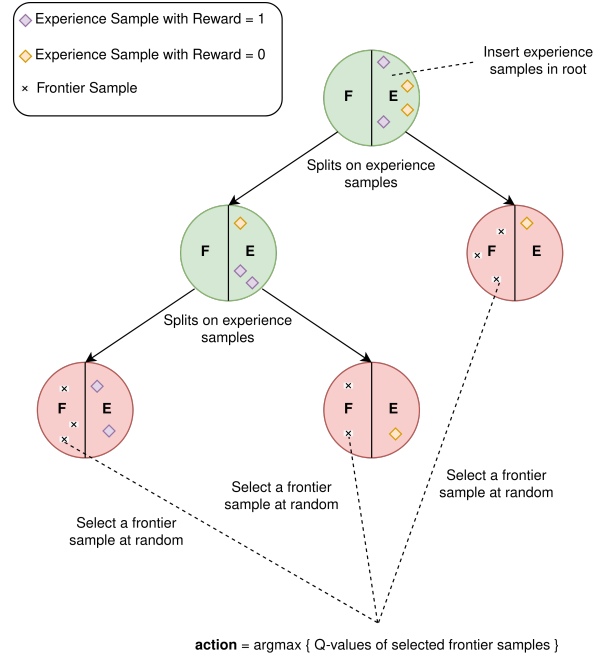 Experience Sample with Reward = 1
Experience Sample with Reward = 0
× Frontier Sample
Insert experience
samples in root
F E
Splits on experience
samples
F E
F E
Splits on experience
samples
F E
F E
Select a frontier
sample at random
Select a frontier
sample at random
Select a frontier
sample at random
action = argmax { Q-values of selected frontier samples }